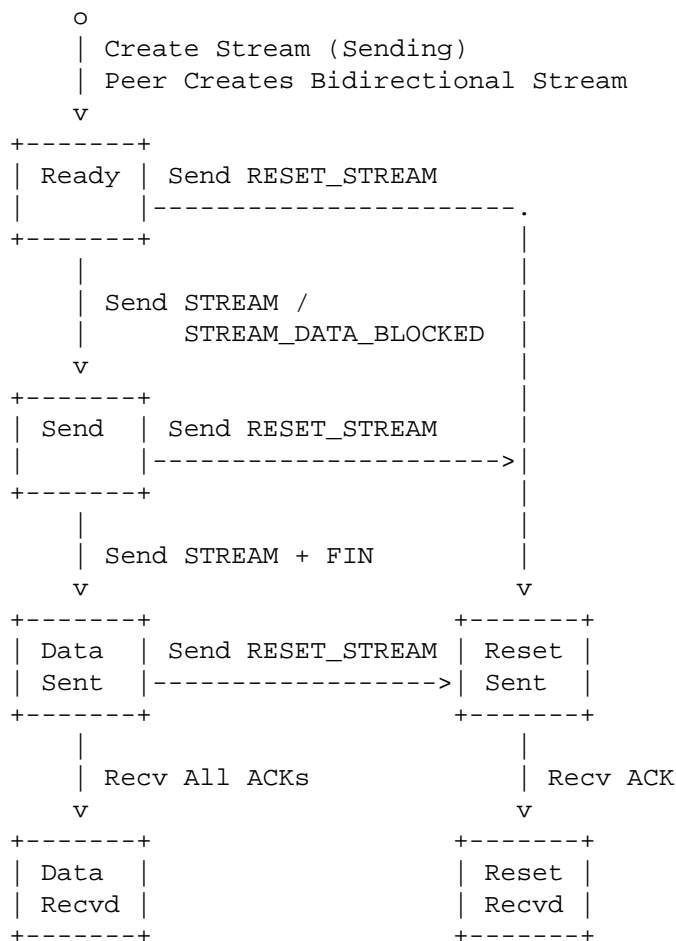 o
Create Stream (Sending)
Peer Creates Bidirectional Stream
v
Ready Send RESET_STREAM
Send STREAM /
STREAM_DATA_BLOCKED
v
Send Send RESET_STREAM
Send STREAM + FIN
v v
Data Send RESET_STREAM Reset
Sent Sent
Recv All ACKs Recv ACK
v v
Data Reset
Recvd Recvd